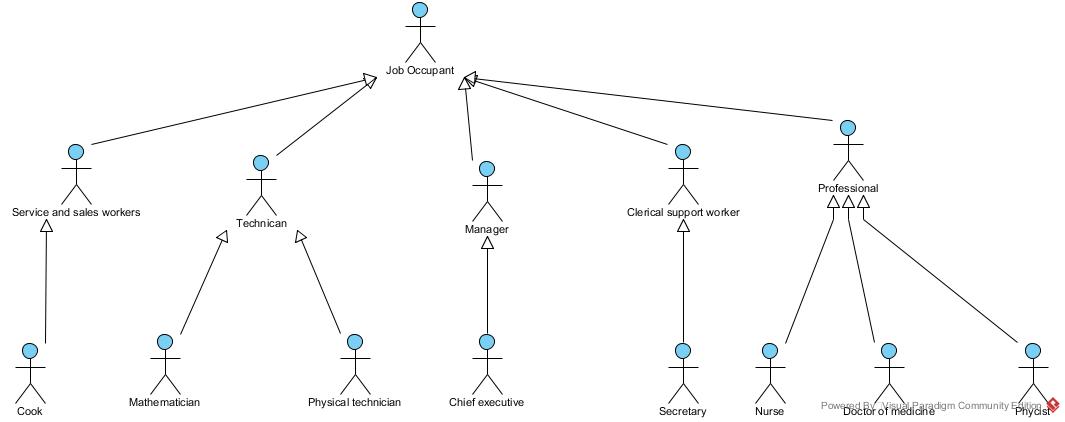 Job Occupant
Professional
Service and sales workers
Clerical support worker
Technican
Manager
Mathematician
Physical technician
Chief executive
Cook
Secretary
Nurse
Doctor of medicine
Phycist
Powered By Visual Paradigm Community Edition